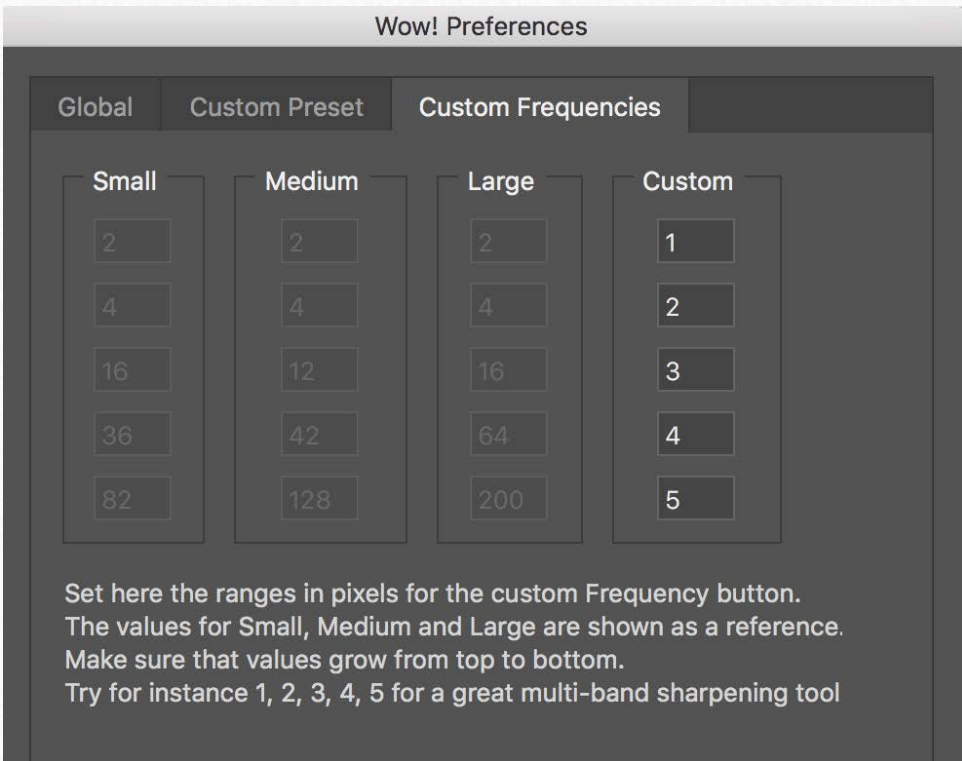 Wow! Preferences
Global Custom Preset Custom Frequencies
Small Medium Large Custom
2 2 2 1
4 4 4 2
16 12 16 3
36 42 64 4
82 128 200 5
Set here the ranges in pixels for the custom Frequency button.
The values for Small, Medium and Large are shown as a reference.
Make sure that values grow from top to bottom.
Try for instance 1, 2, 3, 4, 5 for a great multi-band sharpening tool